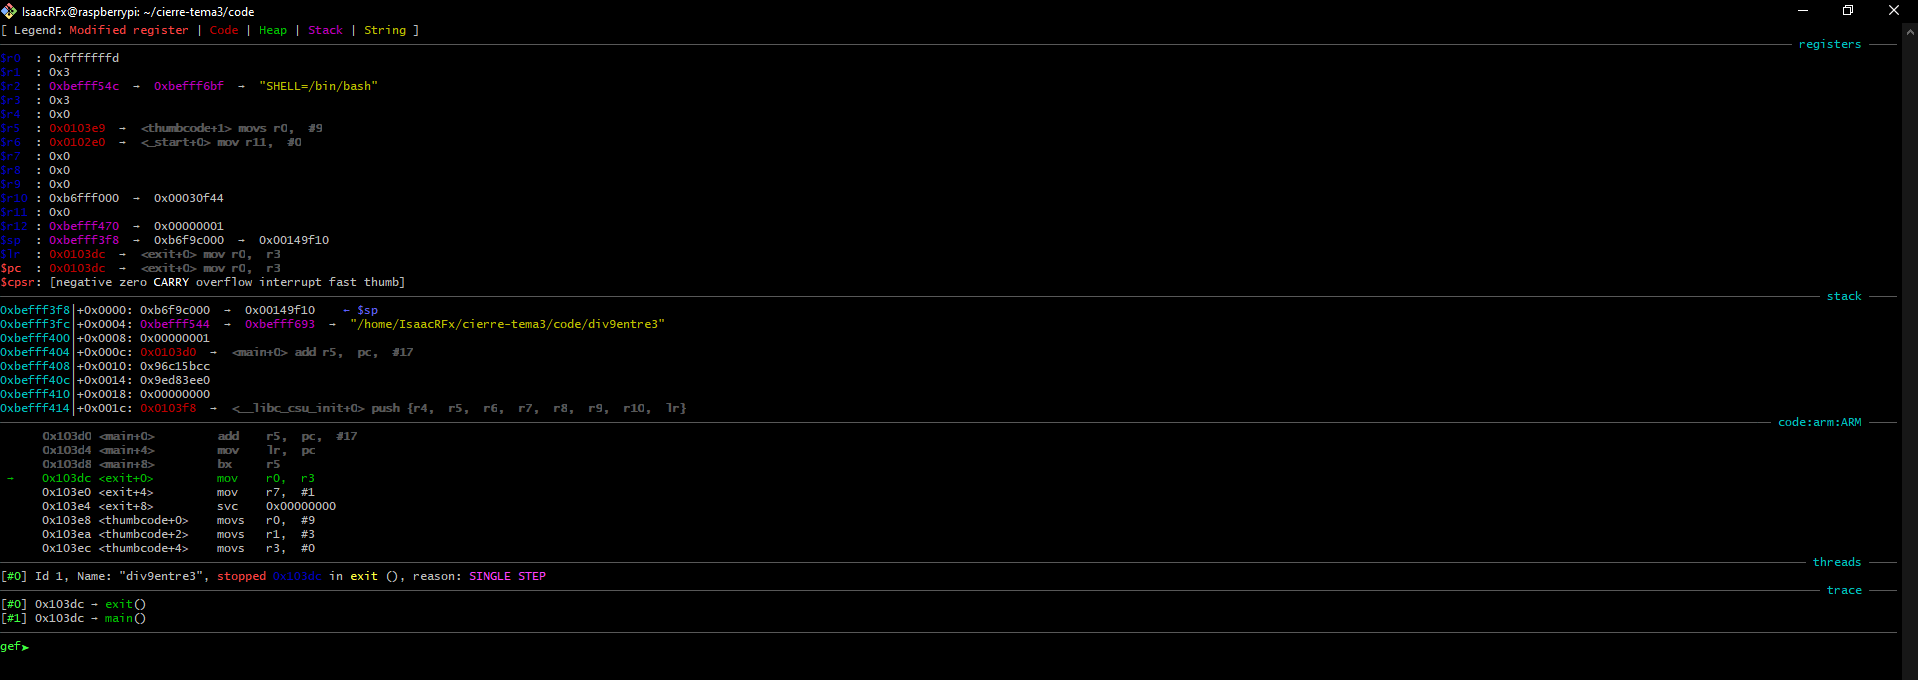 IsaacRFx@raspberrypi: ~/cierre-tema3/code
[ Legend: Modified register | Code | Heap | Stack | String ]
registers
$r0  : 0xfffffffd
$r1  : 0x3
$r2  : 0xbefff54c  →  0xbefff6bf  →  "SHELL=/bin/bash"
$r3  : 0x3
$r4  : 0x0
$r5  : 0x0103e9  →  <thumbcode+1> movs r0,  #9
$r6  : 0x0102e0  →  <_start+0> mov r11,  #0
$r7  : 0x0
$r8  : 0x0
$r9  : 0x0
$r10 : 0xb6fff000  →  0x00030f44
$r11 : 0x0
$r12 : 0xbefff470  →  0x00000001
$sp  : 0xbefff3f8  →  0xb6f9c000  →  0x00149f10
$lr  : 0x0103dc  →  <exit+0> mov r0,  r3
$pc  : 0x0103dc  →  <exit+0> mov r0,  r3
$cpsr: [negative zero CARRY overflow interrupt fast thumb]
stack
0xbefff3f8│+0x0000: 0xb6f9c000  →  0x00149f10    ← $sp
0xbefff3fc│+0x0004: 0xbefff544  →  0xbefff693  →  "/home/IsaacRFx/cierre-tema3/code/div9entre3"
0xbefff400│+0x0008: 0x00000001
0xbefff404│+0x000c: 0x0103d0  →  <main+0> add r5,  pc,  #17
0xbefff408│+0x0010: 0x96c15bcc
0xbefff40c│+0x0014: 0x9ed83ee0
0xbefff410│+0x0018: 0x00000000
0xbefff414│+0x001c: 0x0103f8  →  <__libc_csu_init+0> push {r4,  r5,  r6,  r7,  r8,  r9,  r10,  lr}
code:arm:ARM
0x103d0 <main+0>         add    r5,  pc,  #17
0x103d4 <main+4>         mov    lr,  pc
0x103d8 <main+8>         bx     r5
→    0x103dc <exit+0>         mov    r0,  r3
0x103e0 <exit+4>         mov    r7,  #1
0x103e4 <exit+8>         svc    0x00000000
0x103e8 <thumbcode+0>    movs   r0,  #9
0x103ea <thumbcode+2>    movs   r1,  #3
0x103ec <thumbcode+4>    movs   r3,  #0
threads
[#0] Id 1, Name: "div9entre3", stopped 0x103dc in exit (), reason: SINGLE STEP
trace
[#0] 0x103dc → exit()
[#1] 0x103dc → main()
gef➤